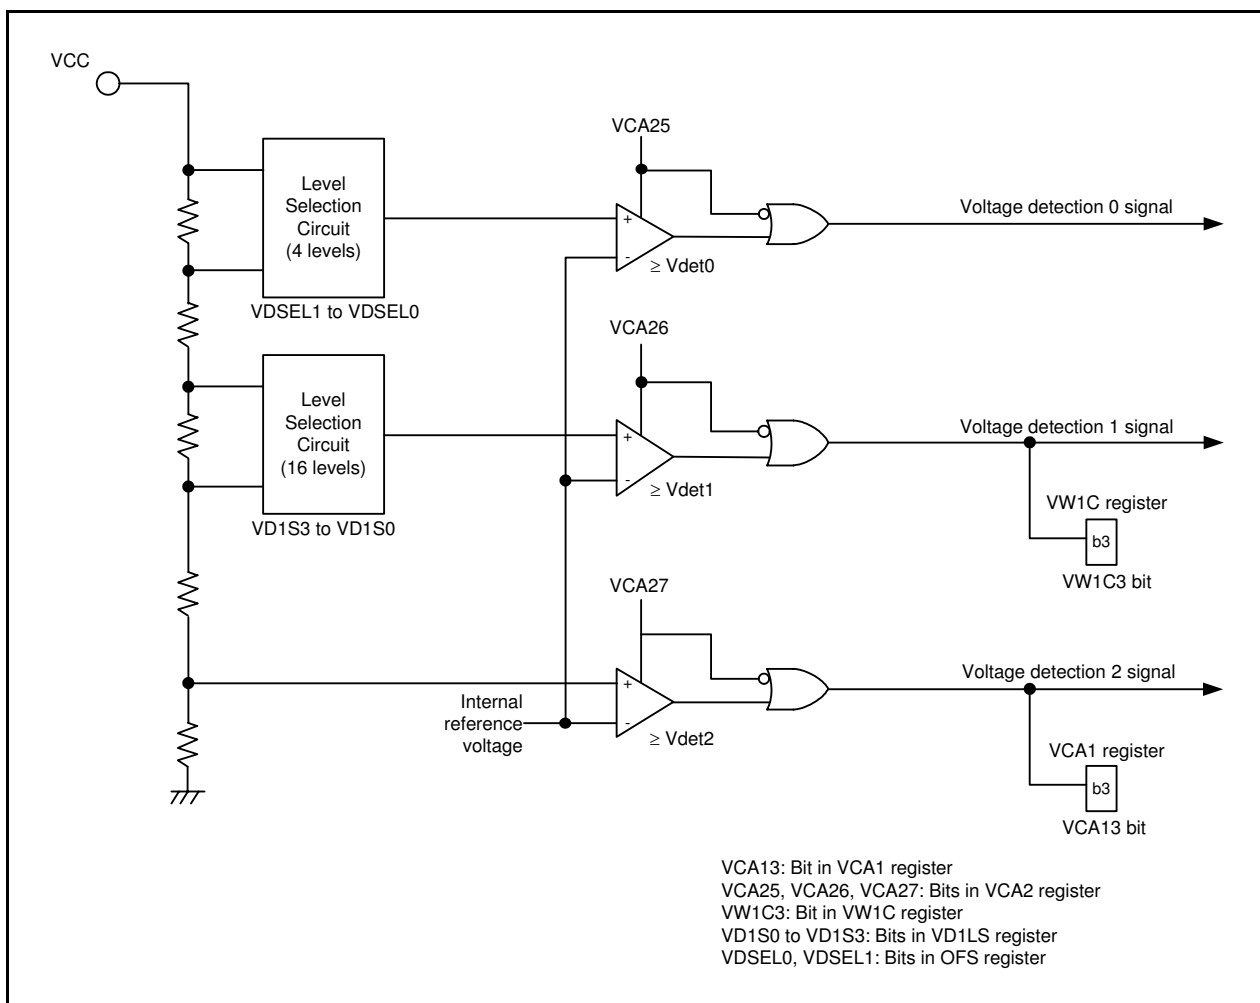 VCC
Level
Selection
Circuit
(4 levels)
VDSEL1 to VDSEL0
VCA25
+
-
≥ Vdet0
Voltage detection 0 signal
Level
Selection
Circuit
(16 levels)
VD1S3 to VD1S0
VCA26
+
-
≥ Vdet1
Voltage detection 1 signal
VW1C register
b3
VW1C3 bit
VCA27
+
-
≥ Vdet2
Internal
reference
voltage
Voltage detection 2 signal
VCA1 register
b3
VCA13 bit
VCA13: Bit in VCA1 register
VCA25, VCA26, VCA27: Bits in VCA2 register
VW1C3: Bit in VW1C register
VD1S0 to VD1S3: Bits in VD1LS register
VDSEL0, VDSEL1: Bits in OFS register